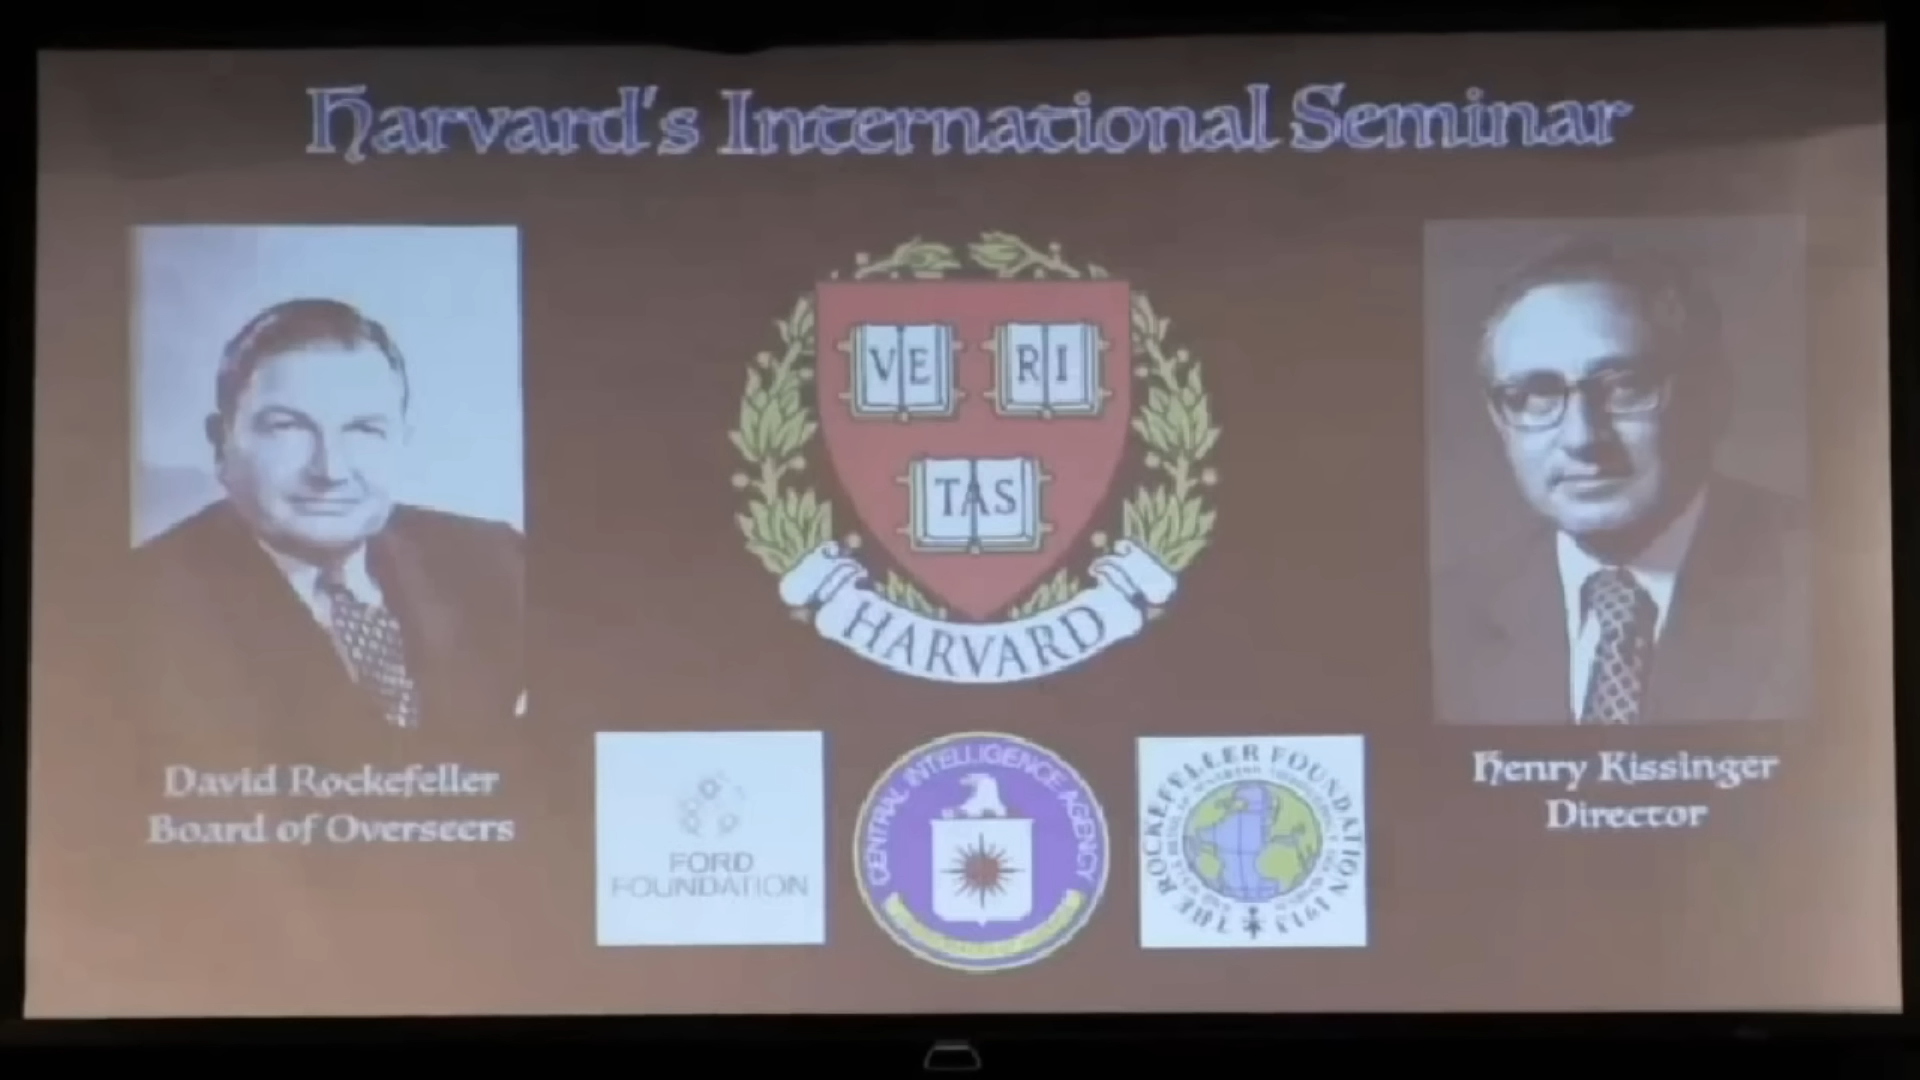 Harvard's International Seminar
VE RI
TAS
HARVARD
David Rockefeller
Board of Overseers
FORD
FOUNDATION
CENTRAL INTELLIGENCE AGENCY
THE ROCKEFELLER FOUNDATION 1913
Henry Kissinger
Director